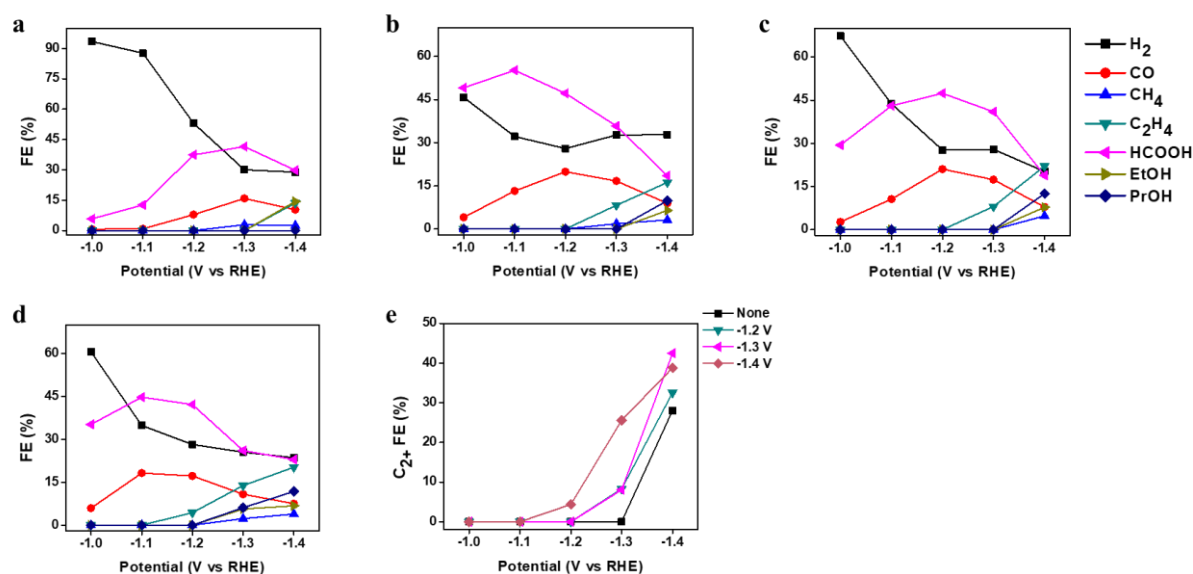 a
90
75
60
45
30
15
0
FE (%)
-1.0 -1.1 -1.2 -1.3 -1.4
Potential (V vs RHE)
b
60
45
30
15
0
FE (%)
-1.0 -1.1 -1.2 -1.3 -1.4
Potential (V vs RHE)
c
60
45
30
15
0
FE (%)
-1.0 -1.1 -1.2 -1.3 -1.4
Potential (V vs RHE)
H2
CO
CH4
C2H4
HCOOH
EtOH
PrOH
d
60
45
30
15
0
FE (%)
-1.0 -1.1 -1.2 -1.3 -1.4
Potential (V vs RHE)
e
50
40
30
20
10
0
C2+ FE (%)
-1.0 -1.1 -1.2 -1.3 -1.4
Potential (V vs RHE)
None
-1.2 V
-1.3 V
-1.4 V